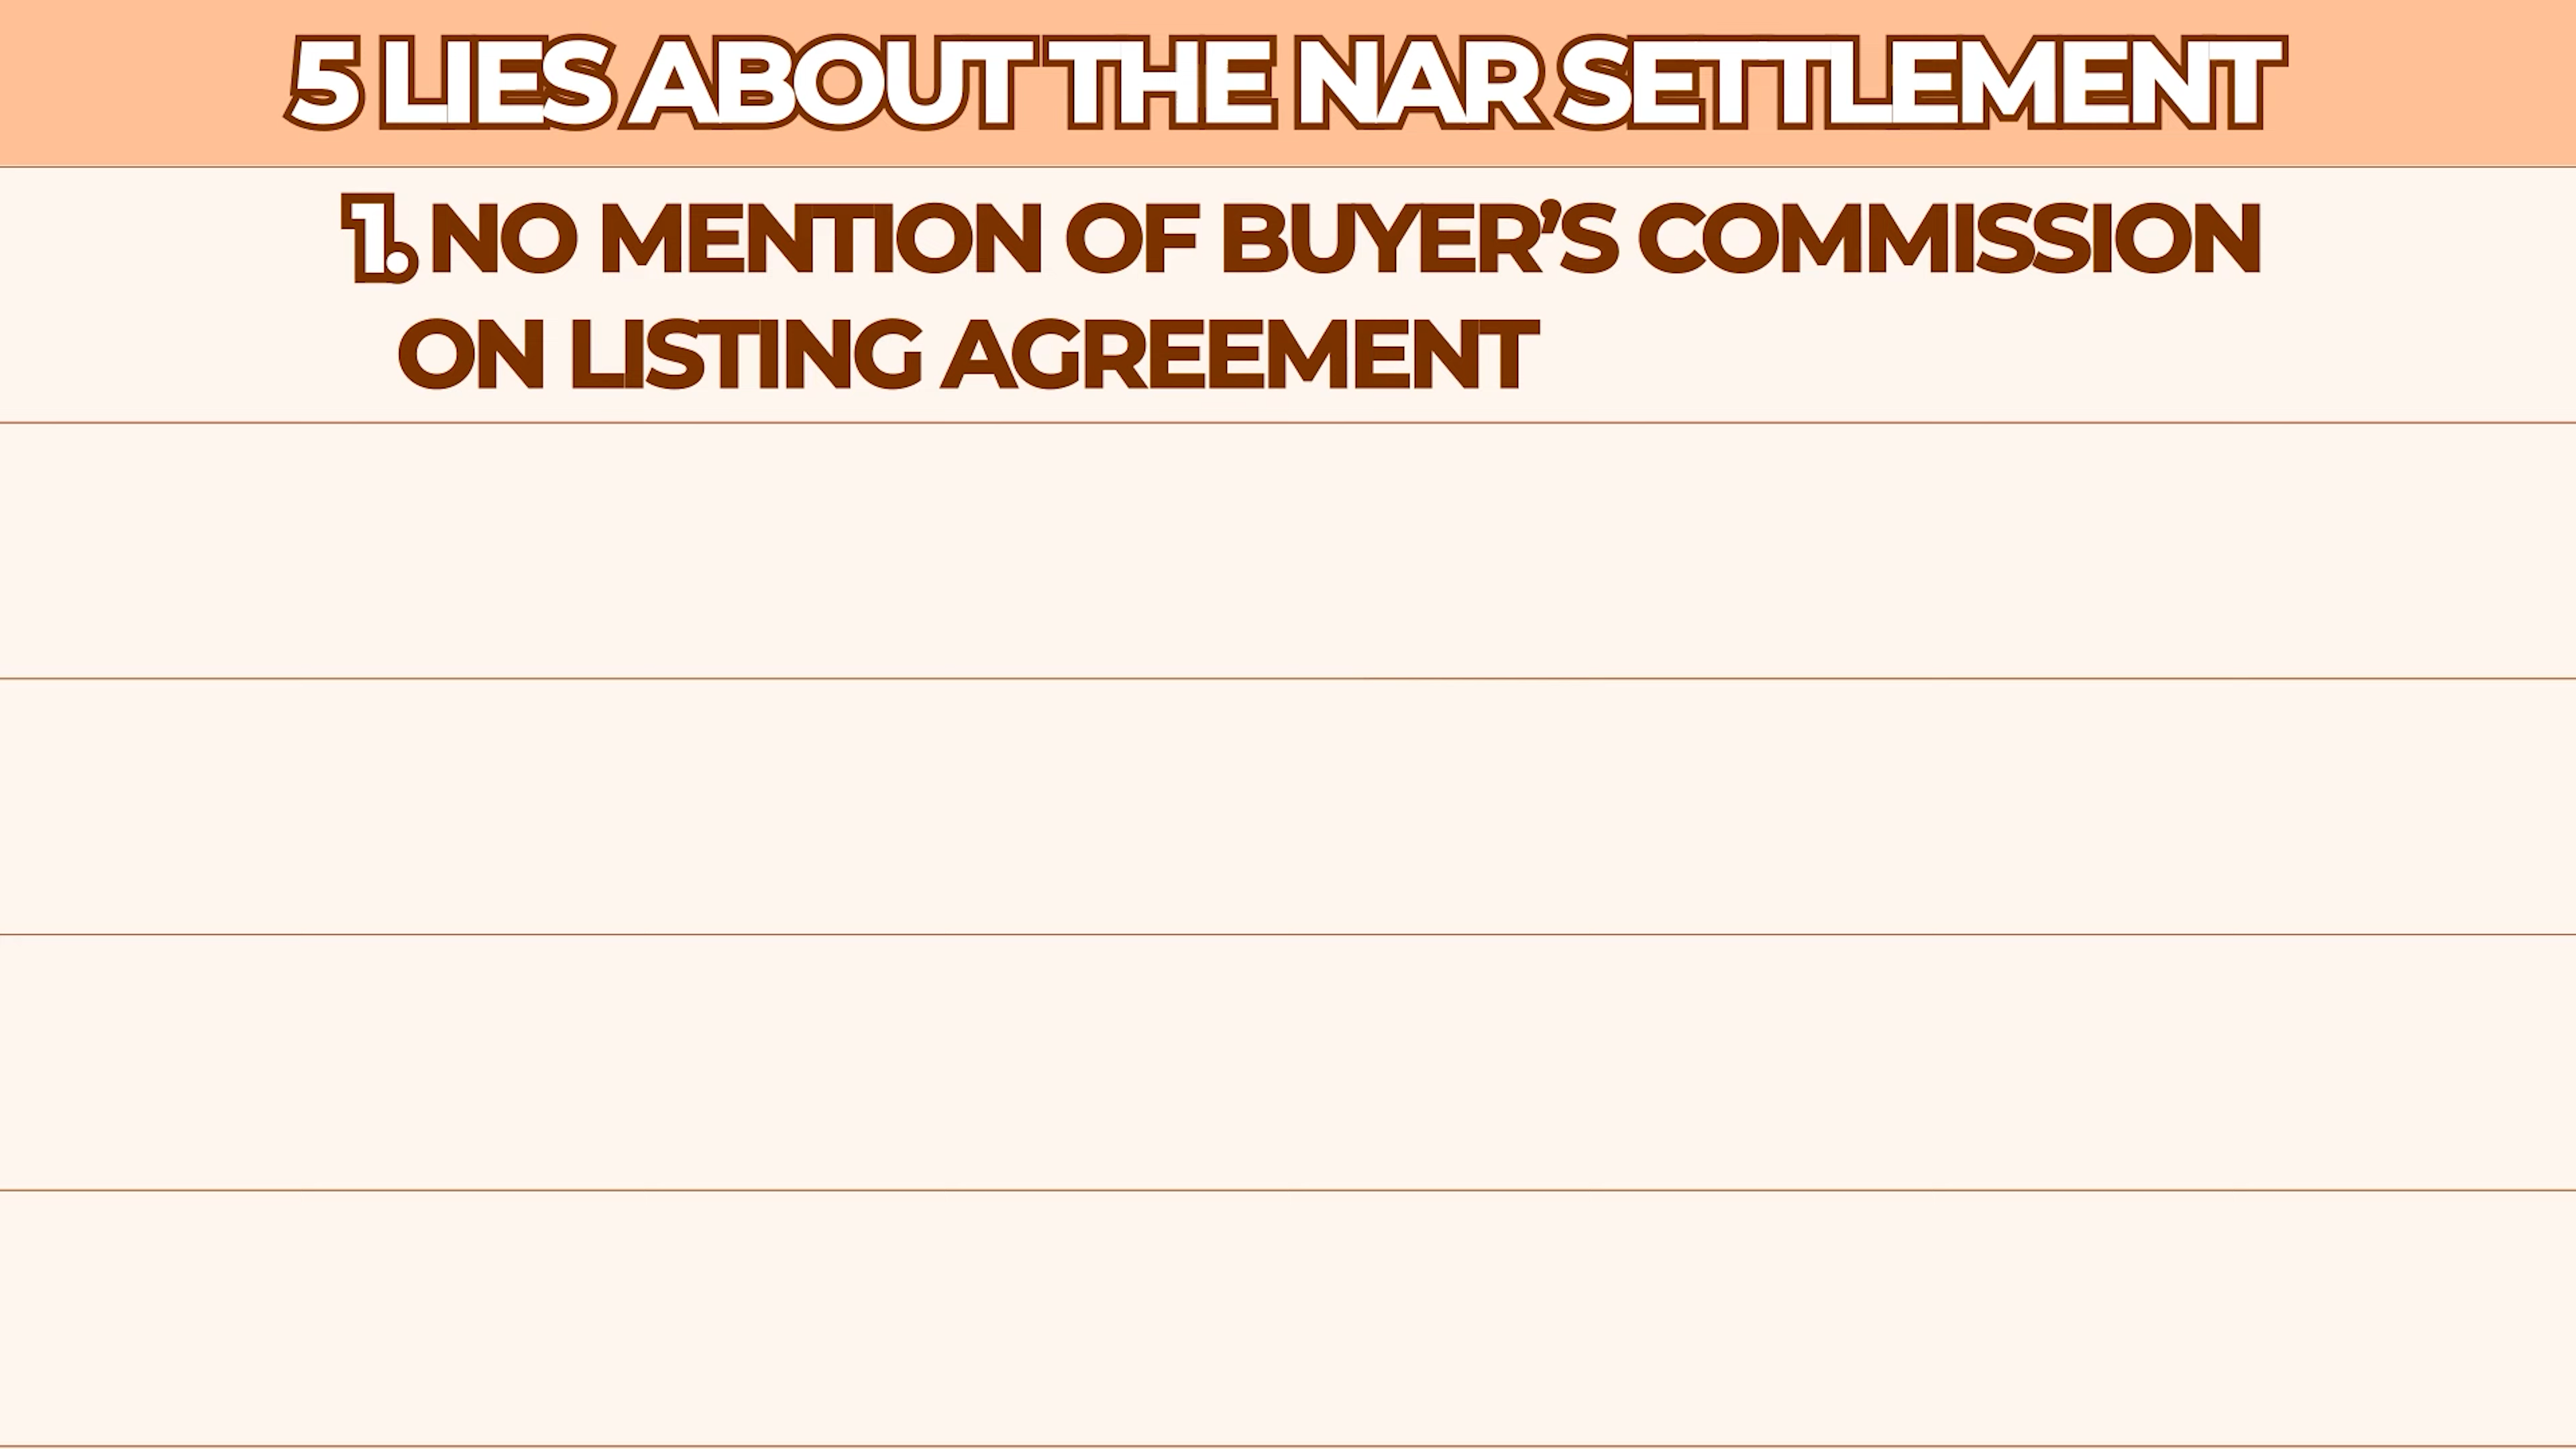 5 LIES ABOUT THE NAR SETTLEMENT
1. NO MENTION OF BUYER’S COMMISSION
ON LISTING AGREEMENT